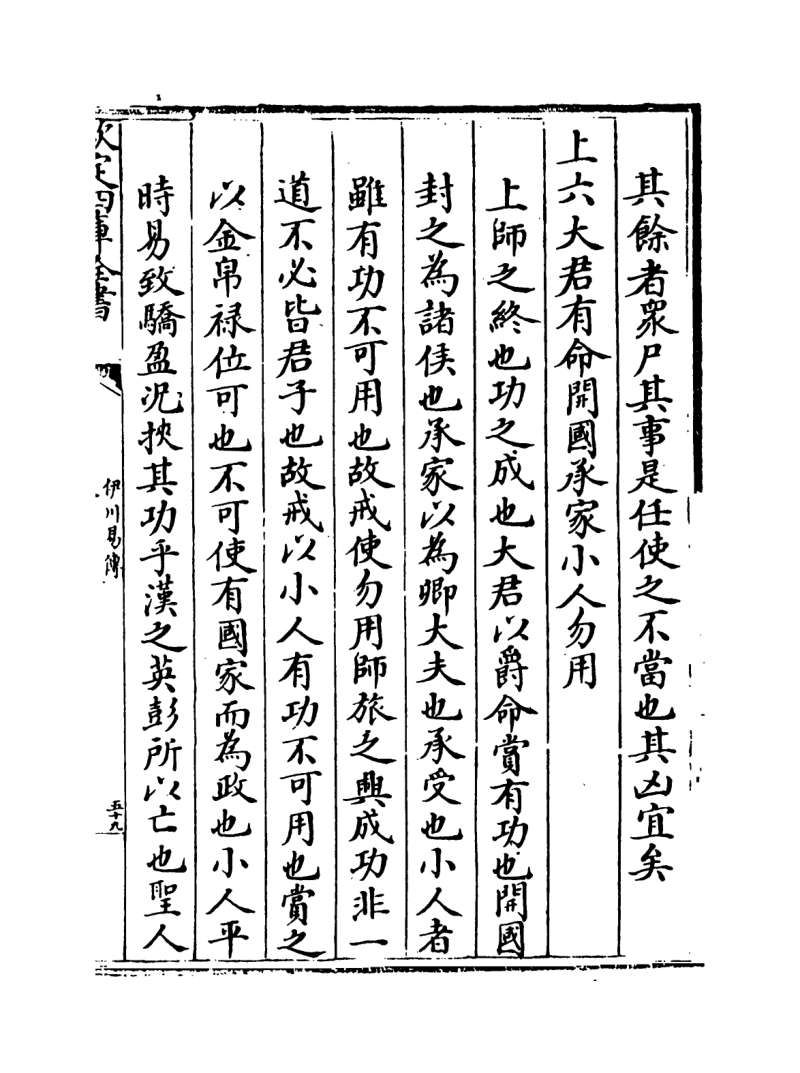 其餘者衆尸其事是任使之不當也其凶宜矣
上六大君有命開國承家小人勿用
上師之終也功之成也大君以爵命賞有功也開國
封之為諸侯也承家以為卿大夫也承受也小人者
雖有功不可用也故戒使勿用師旅之興成功非一
道不必皆君子也故戒以小人有功不可用也賞之
以金帛祿位可也不可使有國家而為政也小人平
時易致驕盈况挾其功乎漢之英彭所以亡也聖人
欽定四庫全書
伊川易傳
五十九